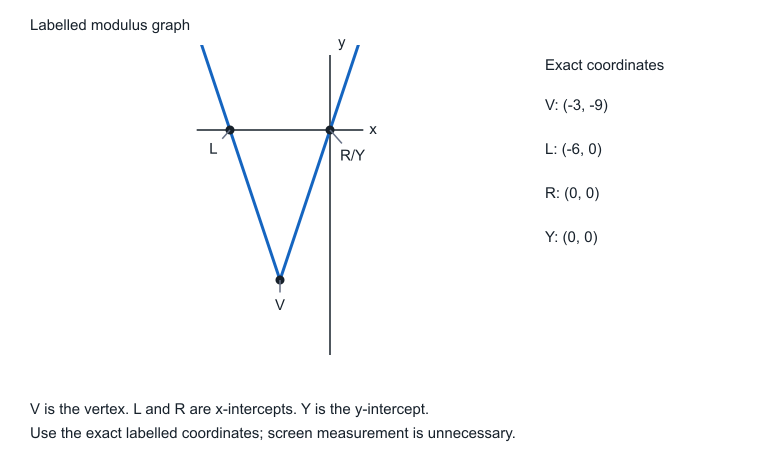 Labelled modulus graph
y
Exact coordinates
V: (-3, -9)
x
L
R/Y
L: (-6, 0)
R: (0, 0)
Y: (0, 0)
V
V is the vertex. L and R are x-intercepts. Y is the y-intercept.
Use the exact labelled coordinates; screen measurement is unnecessary.